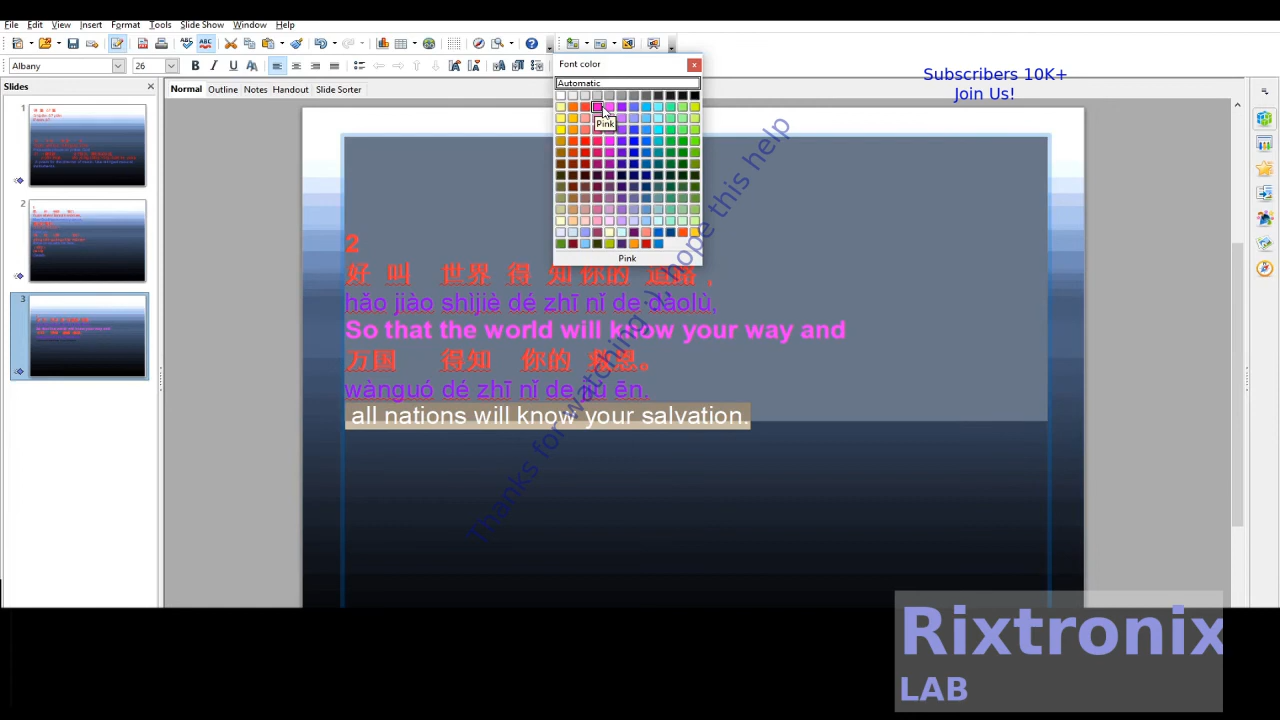 File Edit View Insert Format Tools Slide Show Window Help
Albany 26
Font color
Automatic
Pink
Pink
Subscribers 10K+
Join Us!
Slides
Normal Outline Notes Handout Slide Sorter
1
2
3
2
好 叫 世界 得 知 你的 道路，
hǎo jiào shìjiè dé zhī nǐ de dàolù,
So that the world will know your way and
万国 得知 你的 救恩。
wànguó dé zhī nǐ de jiù ēn.
all nations will know your salvation.
Thanks for watching :), hope this help
Rixtronix
LAB